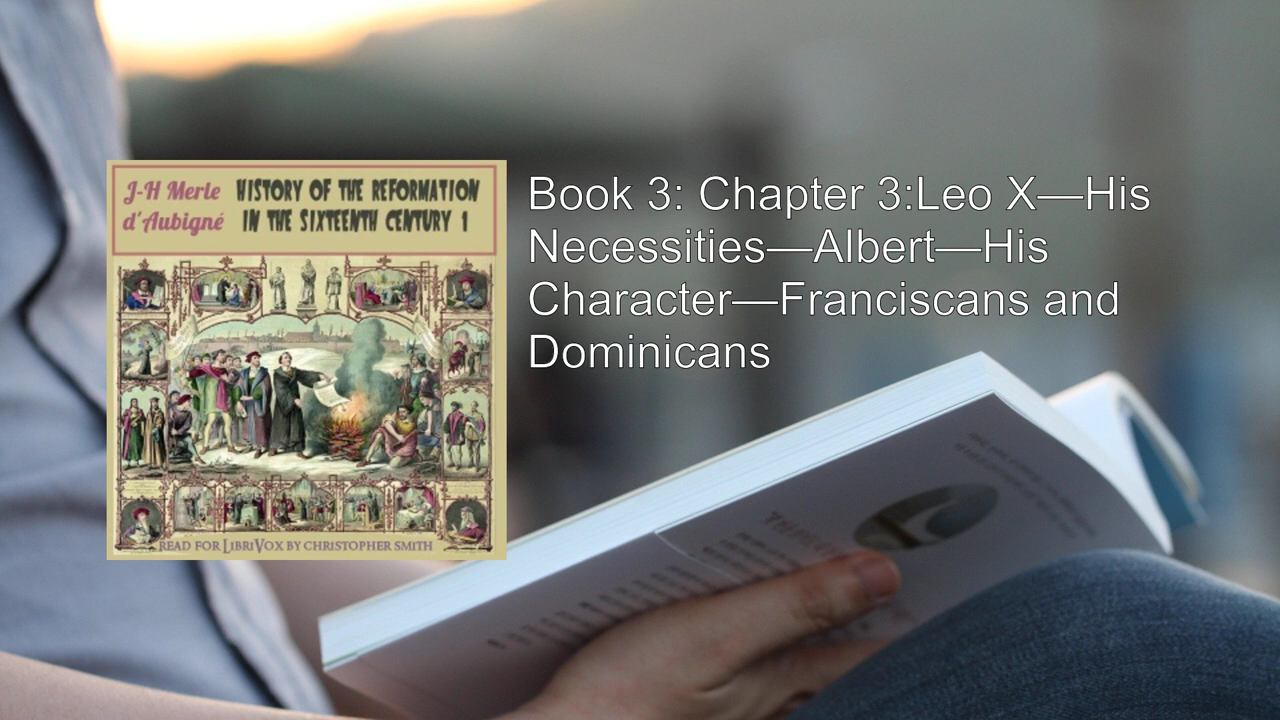 J-H Merle
d'Aubigné
HISTORY OF THE REFORMATION
IN THE SIXTEENTH CENTURY 1
READ FOR LIBRIVOX BY CHRISTOPHER SMITH
Book 3: Chapter 3:Leo X—His
Necessities—Albert—His
Character—Franciscans and
Dominicans